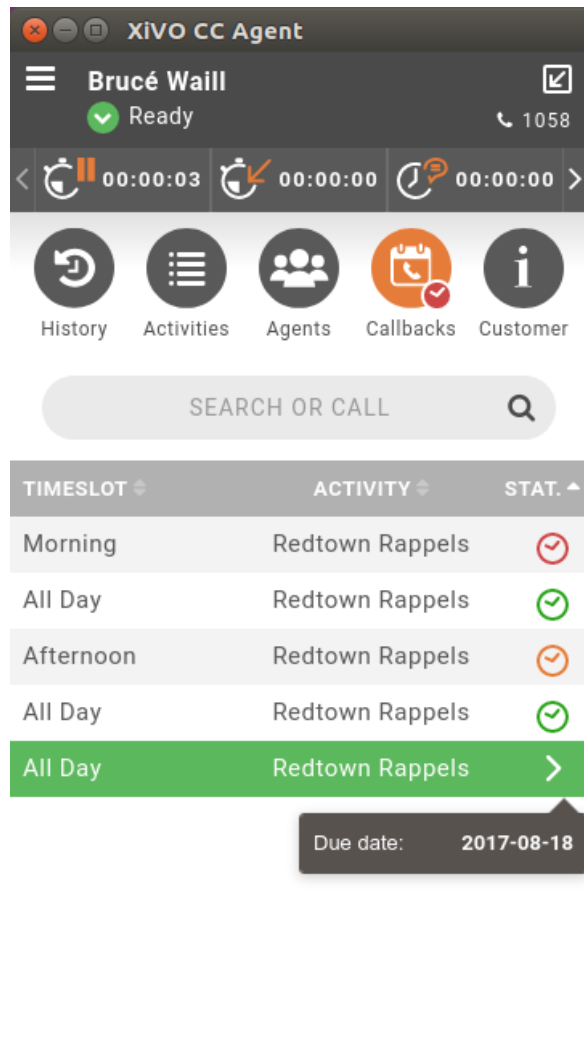 XiVO CC Agent
Brucé Waill
Ready
1058
00:00:03 00:00:00 00:00:00
History Activities Agents Callbacks Customer
SEARCH OR CALL
TIMESLOT ACTIVITY STAT.
Morning Redtown Rappels
All Day Redtown Rappels
Afternoon Redtown Rappels
All Day Redtown Rappels
All Day Redtown Rappels
Due date: 2017-08-18